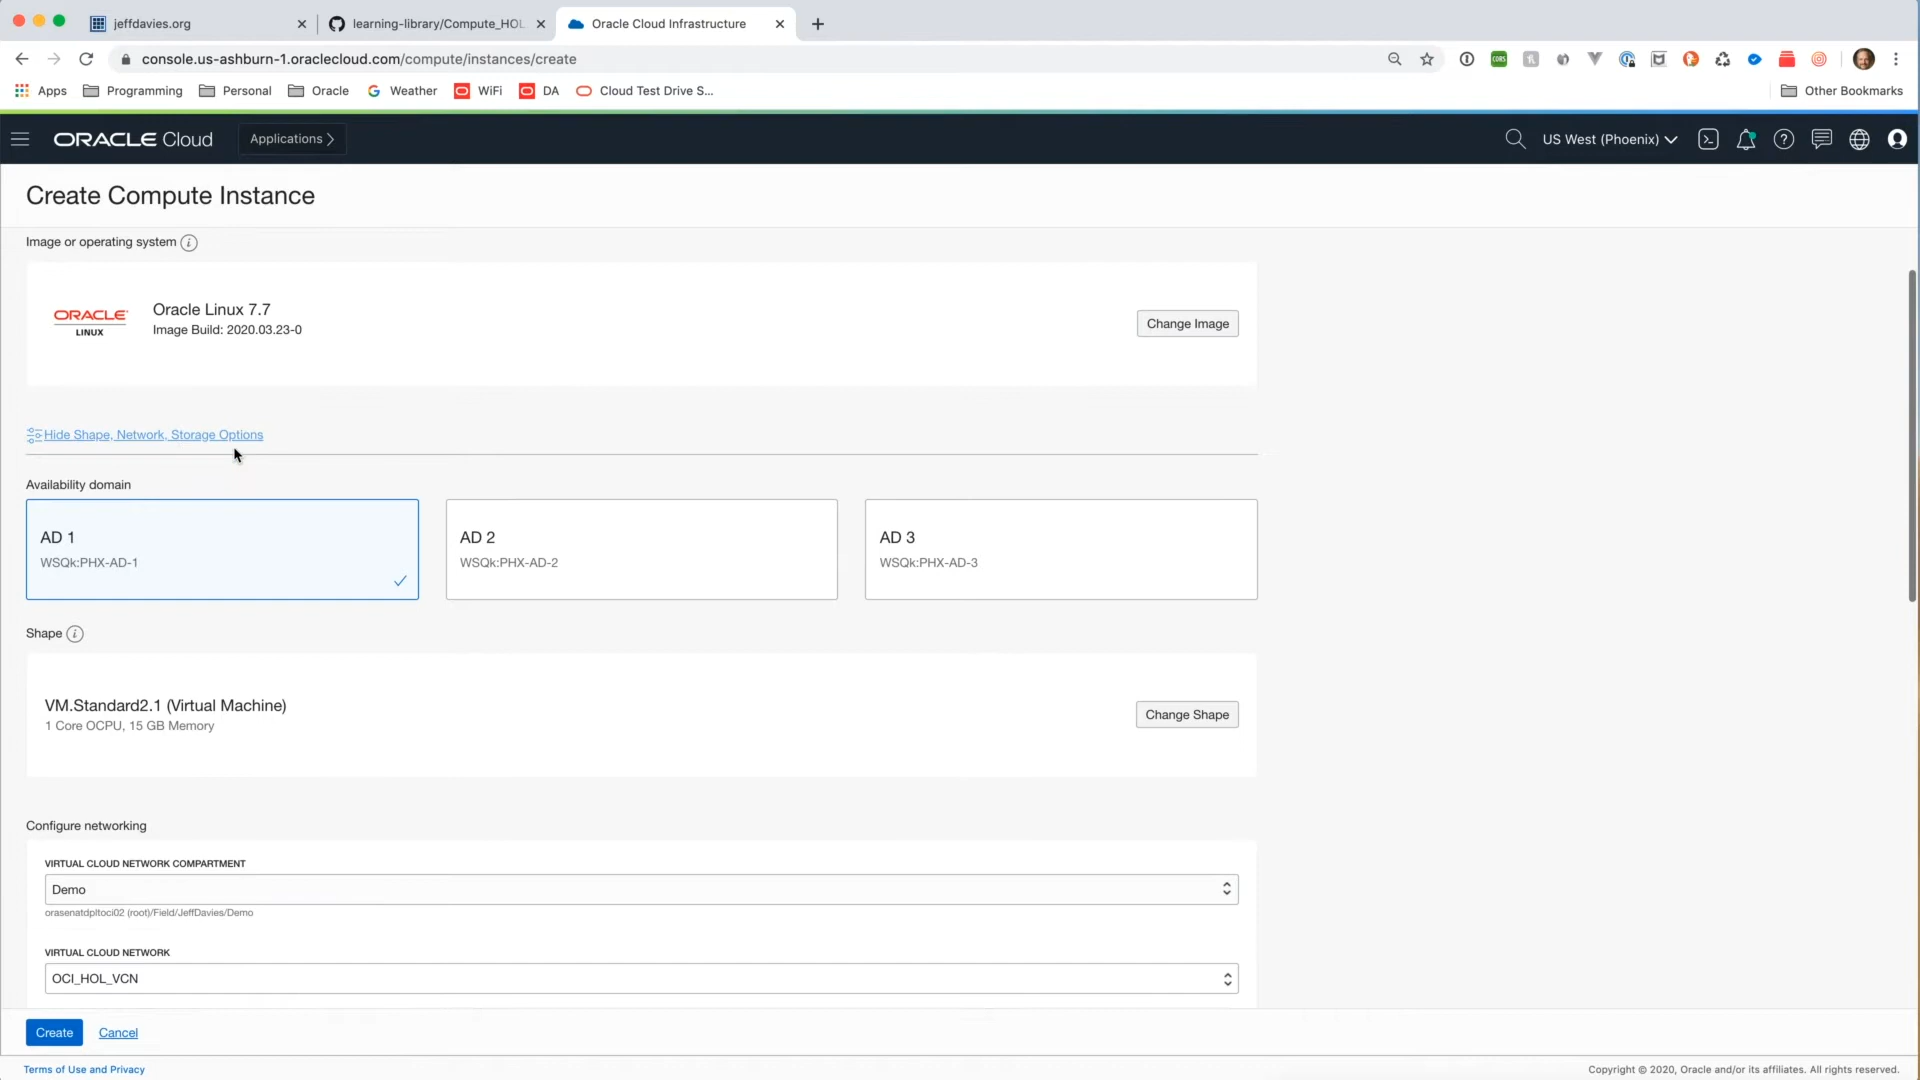 jeffdavies.org
learning-library/Compute_HOL
Oracle Cloud Infrastructure
console.us-ashburn-1.oraclecloud.com/compute/instances/create
CORS
Apps
Programming
Personal
Oracle
Weather
WiFi
DA
Cloud Test Drive S...
Other Bookmarks
ORACLE Cloud
Applications
US West (Phoenix)
Create Compute Instance
Image or operating system
ORACLE
LINUX
Oracle Linux 7.7
Image Build: 2020.03.23-0
Change Image
Hide Shape, Network, Storage Options
Availability domain
AD 1
WSQk:PHX-AD-1
AD 2
WSQk:PHX-AD-2
AD 3
WSQk:PHX-AD-3
Shape
VM.Standard2.1 (Virtual Machine)
1 Core OCPU, 15 GB Memory
Change Shape
Configure networking
VIRTUAL CLOUD NETWORK COMPARTMENT
Demo
orasenatdpltoci02 (root)/Field/JeffDavies/Demo
VIRTUAL CLOUD NETWORK
OCI_HOL_VCN
Create
Cancel
Terms of Use and Privacy
Copyright © 2020, Oracle and/or its affiliates. All rights reserved.